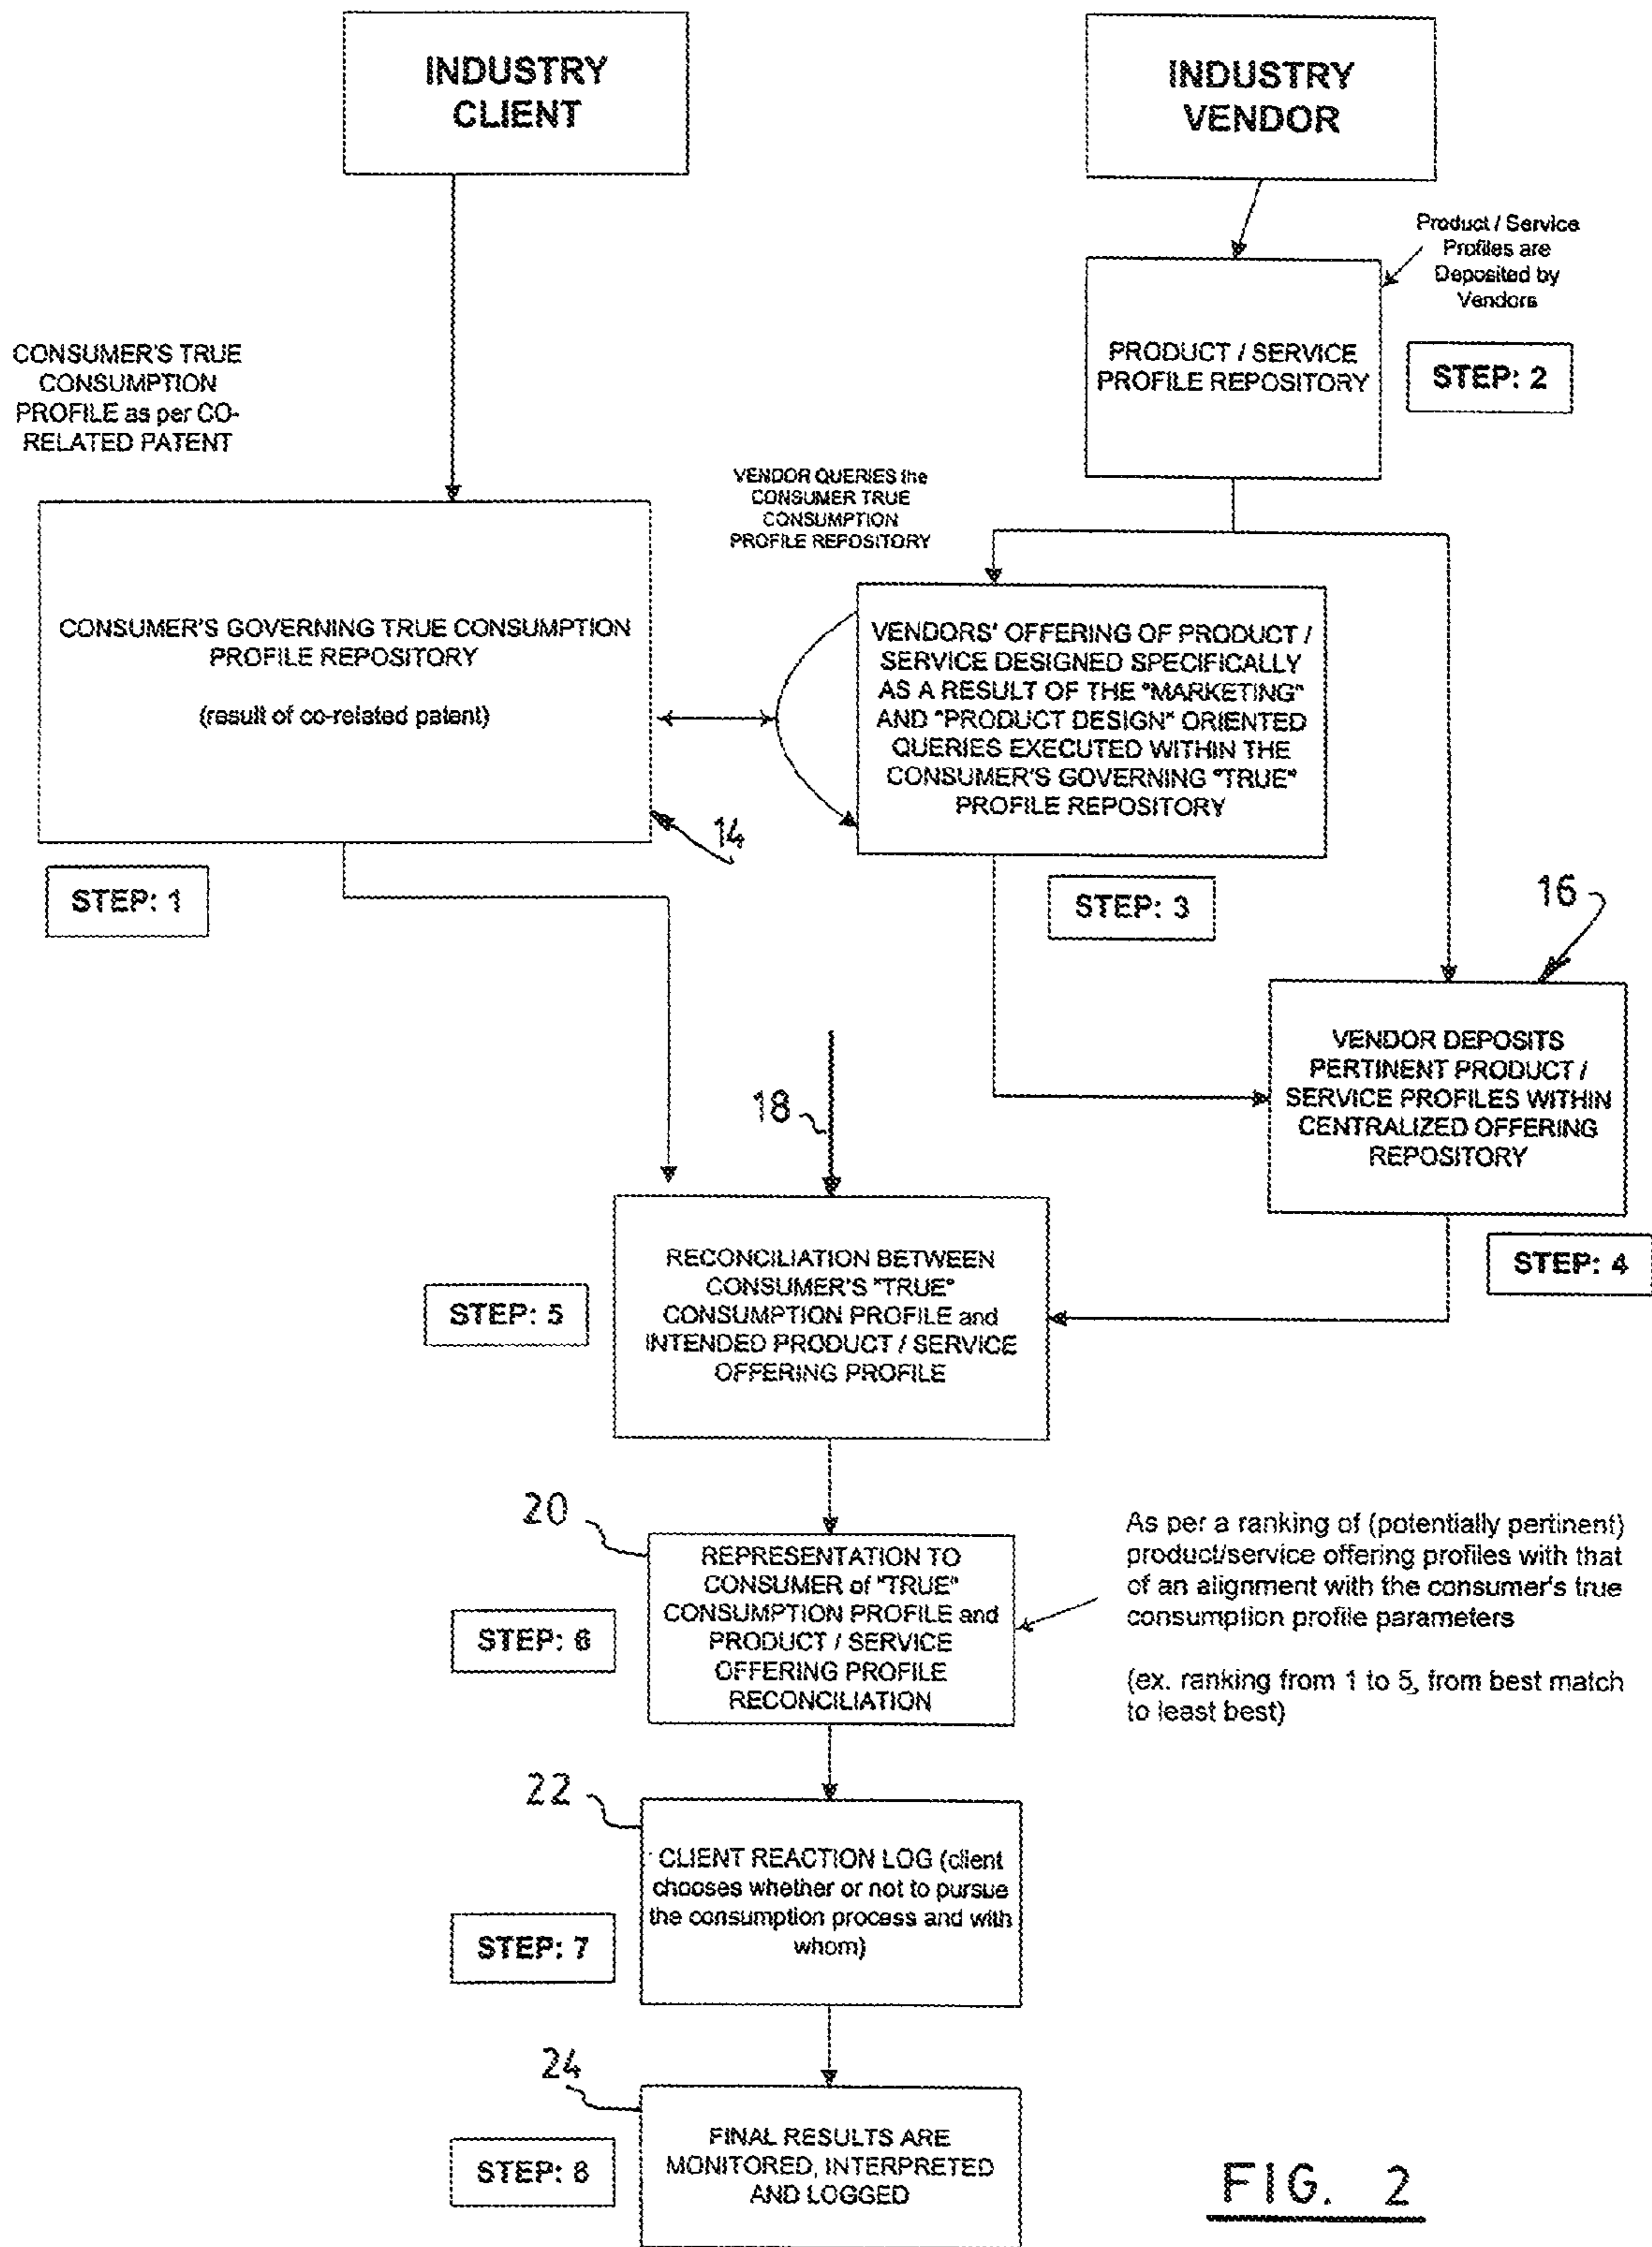 INDUSTRY
CLIENT
INDUSTRY
VENDOR
Product / Service
Profiles are
Deposited by
Vendors
PRODUCT / SERVICE
PROFILE REPOSITORY
STEP: 2
CONSUMER'S TRUE
CONSUMPTION
PROFILE as per CO-
RELATED PATENT
VENDOR QUERIES the
CONSUMER TRUE
CONSUMPTION
PROFILE REPOSITORY
CONSUMER'S GOVERNING TRUE CONSUMPTION
PROFILE REPOSITORY
(result of co-related patent)
VENDORS' OFFERING OF PRODUCT /
SERVICE DESIGNED SPECIFICALLY
AS A RESULT OF THE "MARKETING"
AND "PRODUCT DESIGN" ORIENTED
QUERIES EXECUTED WITHIN THE
CONSUMER'S GOVERNING "TRUE"
PROFILE REPOSITORY
14
STEP: 1
STEP: 3
16
VENDOR DEPOSITS
PERTINENT PRODUCT /
SERVICE PROFILES WITHIN
CENTRALIZED OFFERING
REPOSITORY
18
STEP: 4
RECONCILIATION BETWEEN
CONSUMER'S "TRUE"
CONSUMPTION PROFILE and
INTENDED PRODUCT / SERVICE
OFFERING PROFILE
STEP: 5
20
REPRESENTATION TO
CONSUMER of "TRUE"
CONSUMPTION PROFILE and
PRODUCT / SERVICE
OFFERING PROFILE
RECONCILIATION
STEP: 6
As per a ranking of (potentially pertinent)
product/service offering profiles with that
of an alignment with the consumer's true
consumption profile parameters
(ex. ranking from 1 to 5, from best match
to least best)
22
CLIENT REACTION LOG (client
chooses whether or not to pursue
the consumption process and with
whom)
STEP: 7
24
FINAL RESULTS ARE
MONITORED, INTERPRETED
AND LOGGED
STEP: 8
FIG. 2